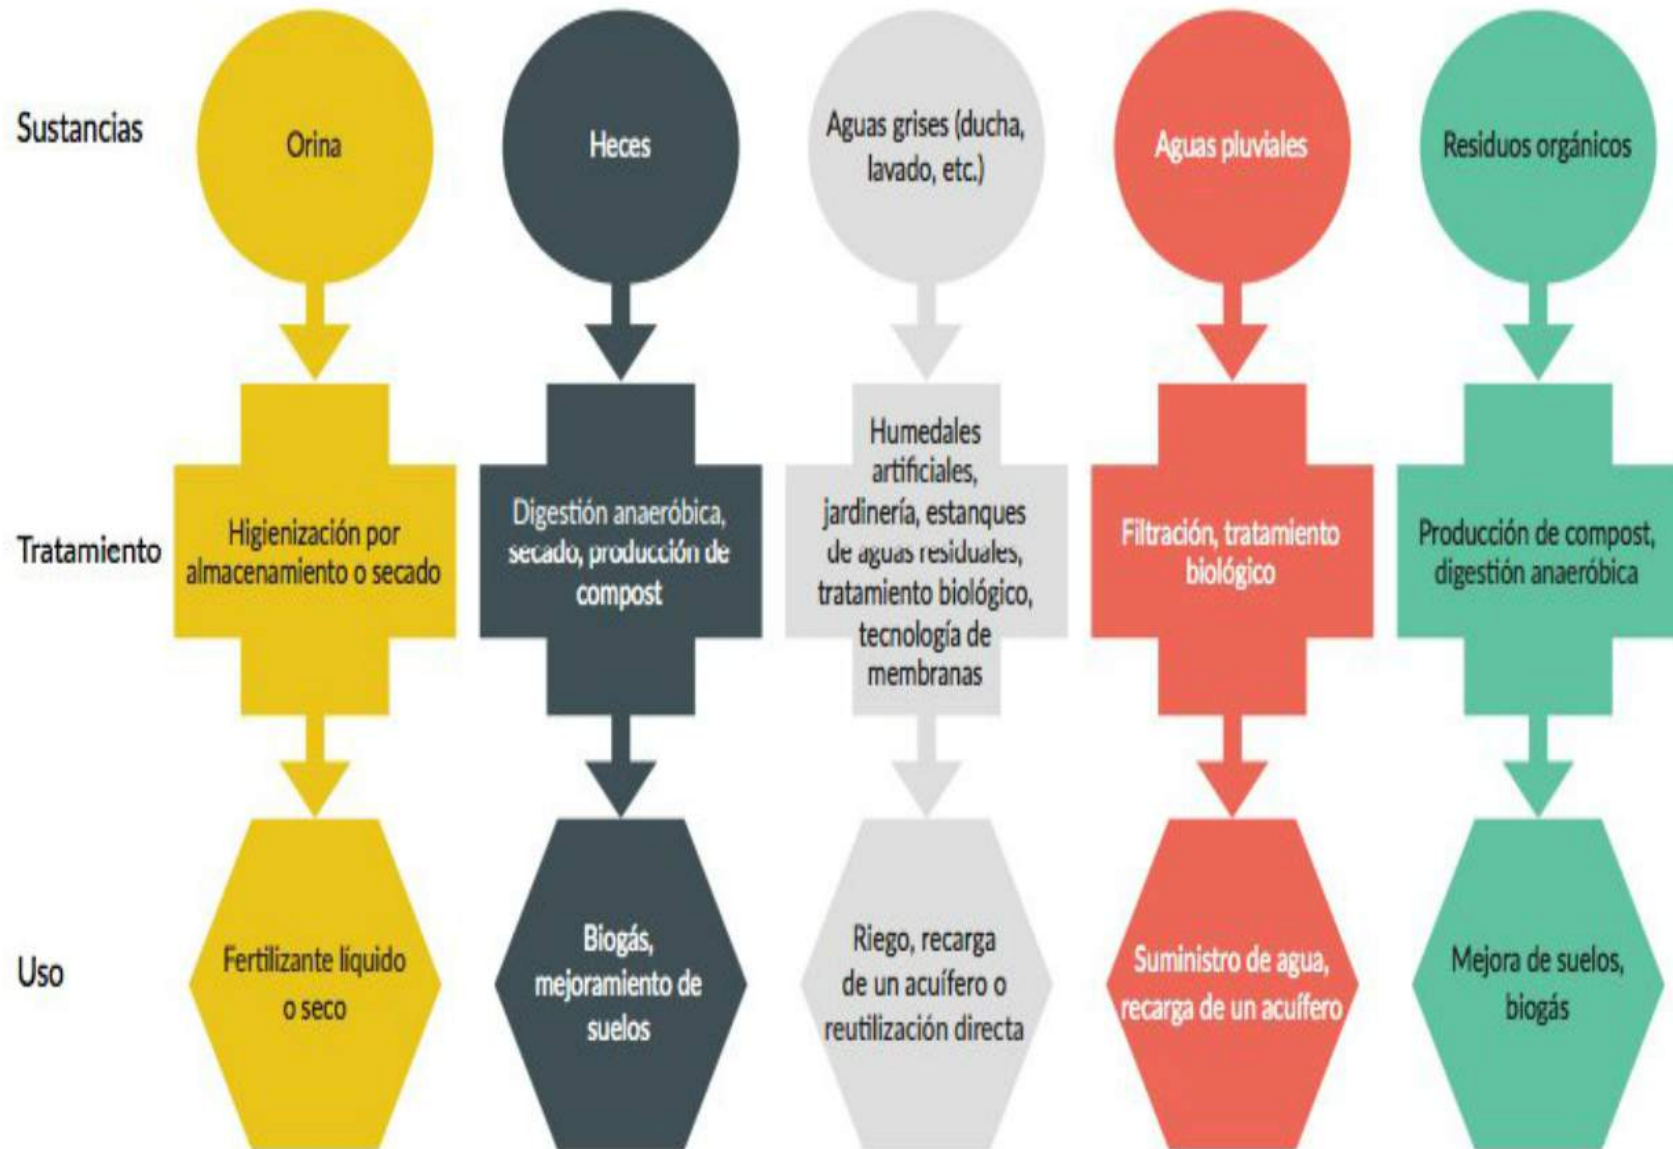 Sustancias
Orina
Heces
Aguas grises (ducha,
lavado, etc.)
Aguas pluviales
Residuos orgánicos
Tratamiento
Higienización por
almacenamiento o secado
Digestión anaeróbica,
secado, producción de
compost
Humedales
artificiales,
jardinería, estanques
de aguas residuales,
tratamiento biológico,
tecnología de
membranas
Filtración, tratamiento
biológico
Producción de compost,
digestión anaeróbica
Uso
Fertilizante líquido
o seco
Biogás,
mejoramiento de
suelos
Riego, recarga
de un acuífero o
reutilización directa
Suministro de agua,
recarga de un acuífero
Mejora de suelos,
biogás